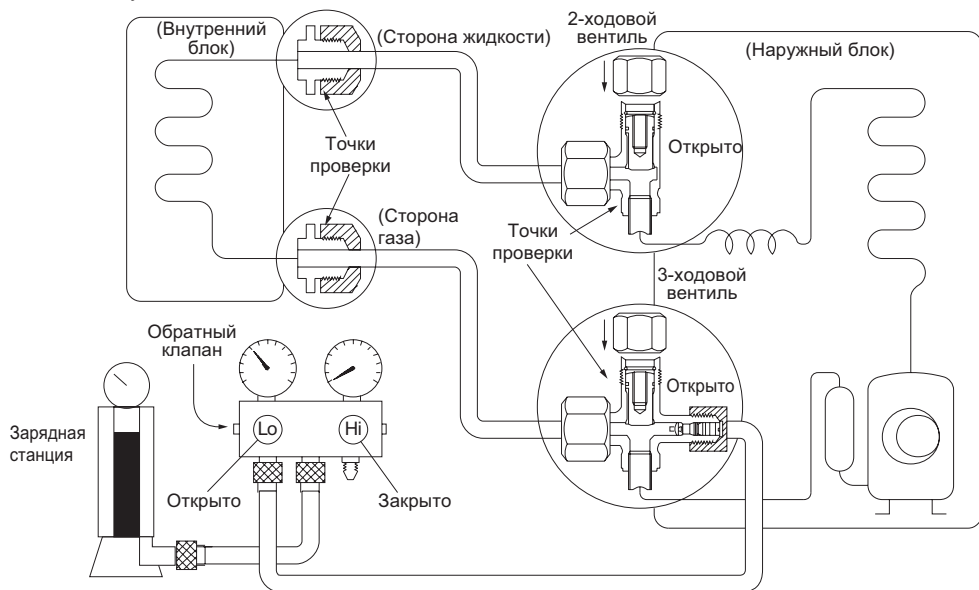 (Внутренний
блок)
(Сторона жидкости)
2-ходовой
вентиль
(Наружный блок)
Открыто
Точки
проверки
(Сторона
газа)
Точки
проверки
3-ходовой
вентиль
Обратный
клапан
Открыто
Зарядная
станция
Lo
Hi
Открыто
Закрыто